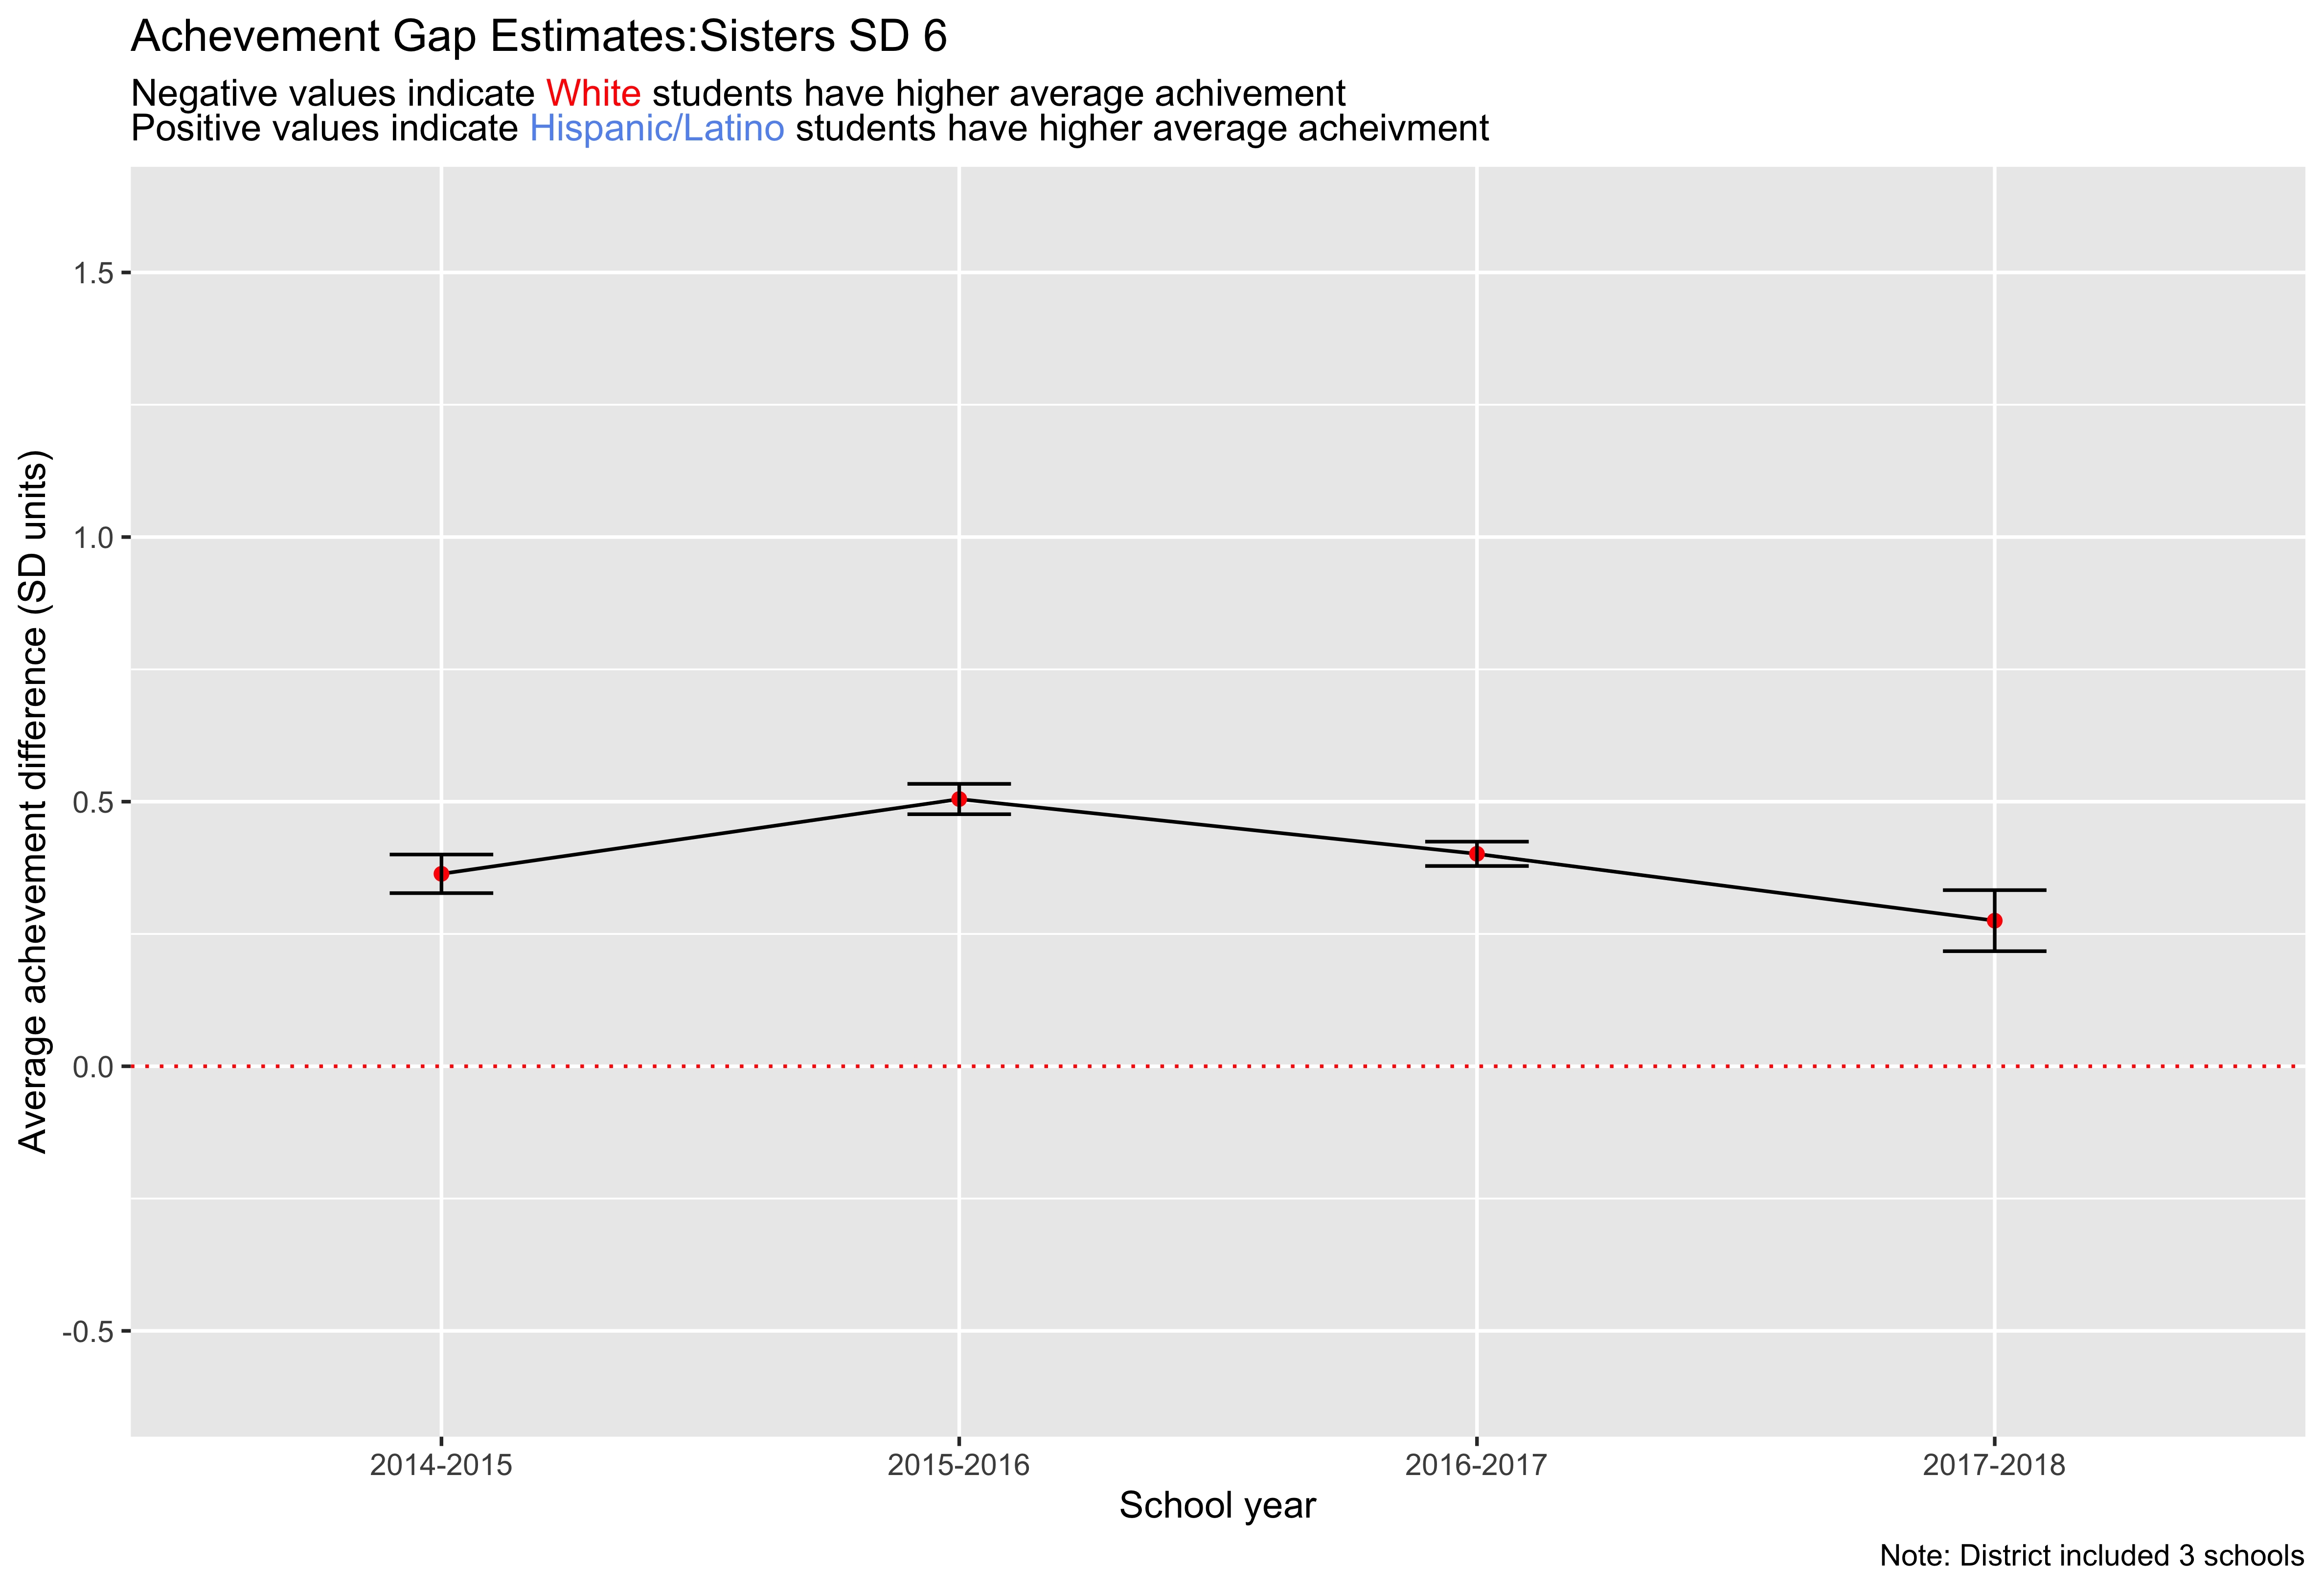 Achevement Gap Estimates:Sisters SD 6
Negative values indicate White students have higher average achivement
Positive values indicate Hispanic/Latino students have higher average acheivment
Average achevement difference (SD units)
1.5
1.0
0.5
0.0
-0.5
2014-2015 2015-2016 2016-2017 2017-2018
School year
Note: District included 3 schools